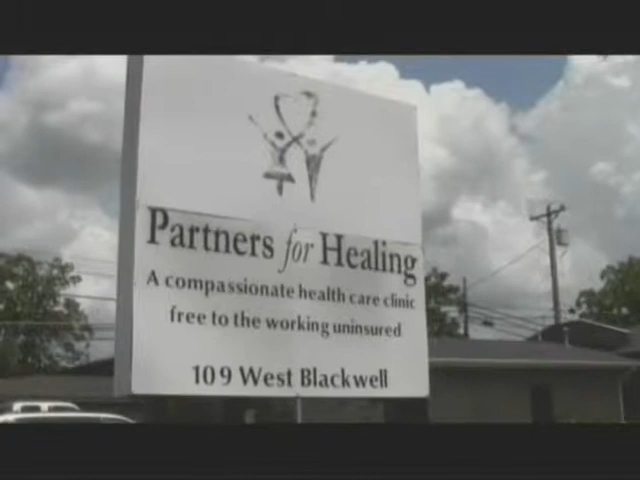 Partners for Healing
A compassionate health care clinic
free to the working uninsured
109 West Blackwell